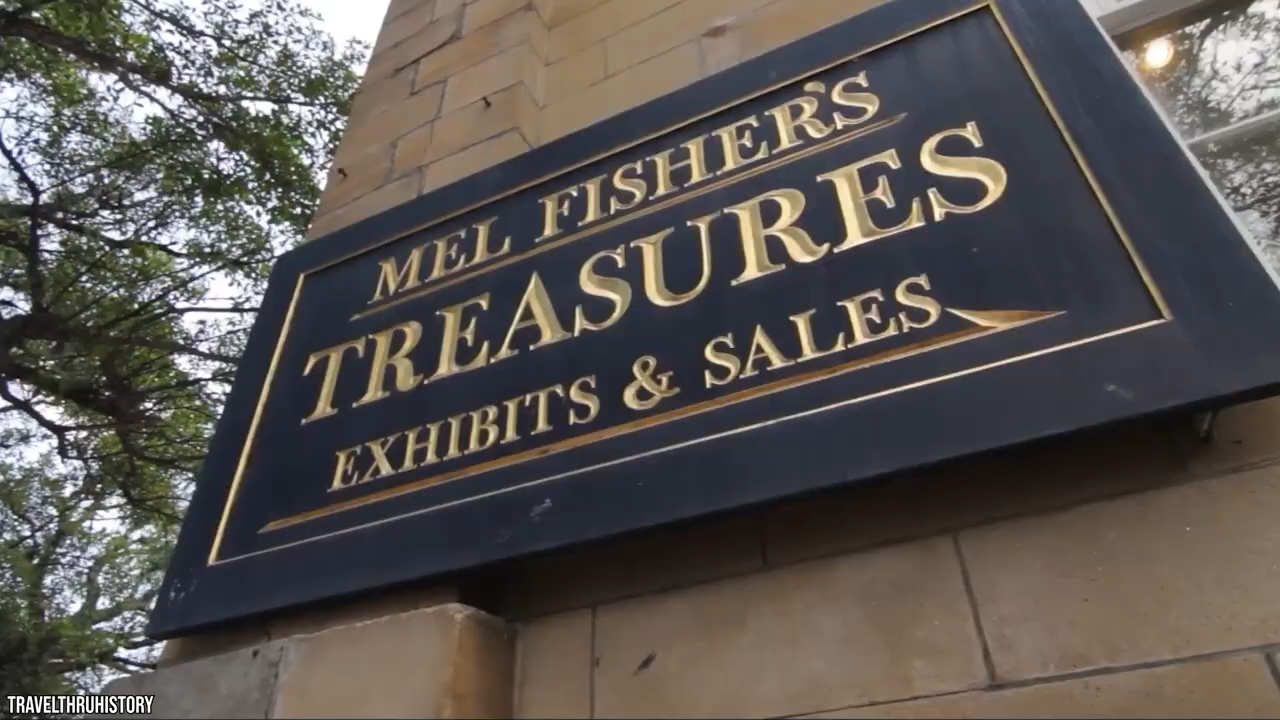 MEL FISHER'S
TREASURES
EXHIBITS & SALES
TRAVELTHRUHISTORY